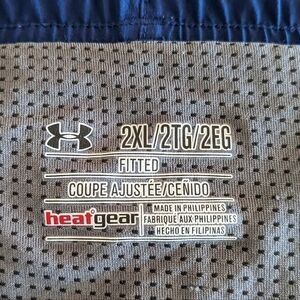 2XL/2TG/2EG
FITTED
COUPE AJUSTÉE/CEÑIDO
heatgear
MADE IN PHILIPPINES
FABRIQUÉ AUX PHILIPPINES
HECHO EN FILIPINAS